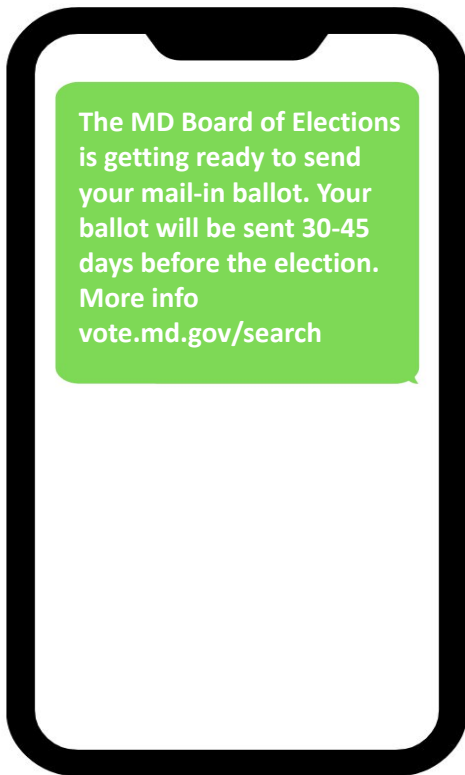 The MD Board of Elections
is getting ready to send
your mail-in ballot. Your
ballot will be sent 30-45
days before the election.
More info
vote.md.gov/search